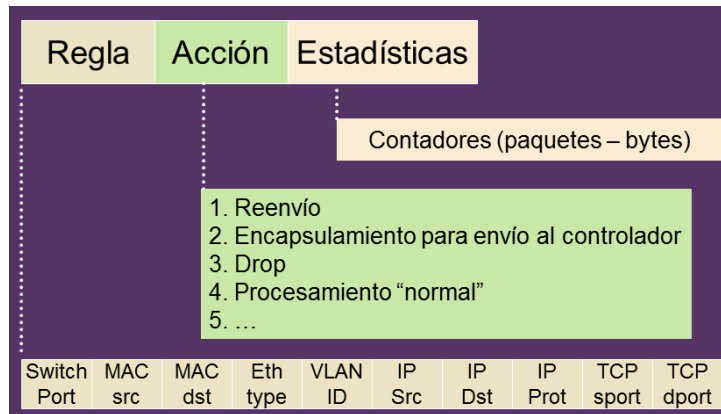 Regla Acción Estadísticas
Contadores (paquetes – bytes)
1. Reenvío
2. Encapsulamiento para envío al controlador
3. Drop
4. Procesamiento “normal”
5. …
Switch MAC MAC Eth VLAN IP IP IP TCP TCP
Port src dst type ID Src Dst Prot sport dport